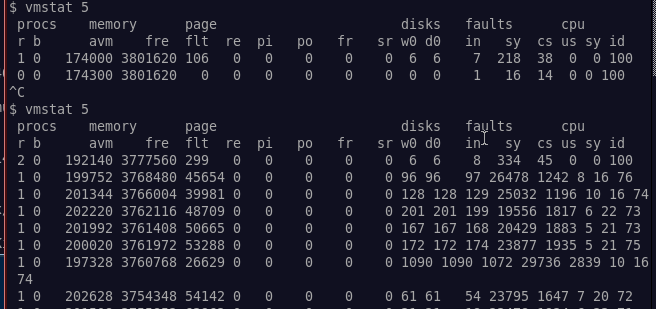 $ vmstat 5
procs memory page disks faults cpu
r b avm fre flt re pi po fr sr w0 d0 in sy cs us sy id
1 0 174000 3801620 106 0 0 0 0 0 6 6 7 218 38 0 0 100
0 0 174300 3801620 0 0 0 0 0 0 0 0 1 16 14 0 0 100
^C
$ vmstat 5
procs memory page disks faults cpu
r b avm fre flt re pi po fr sr w0 d0 in sy cs us sy id
2 0 192140 3777560 299 0 0 0 0 0 6 6 8 334 45 0 0 100
1 0 199752 3768480 45654 0 0 0 0 0 96 96 97 26478 1242 8 16 76
1 0 201344 3766004 39981 0 0 0 0 0 128 128 129 25032 1196 10 16 74
1 0 202220 3762116 48709 0 0 0 0 0 201 201 199 19556 1817 6 22 73
1 0 201992 3761408 50665 0 0 0 0 0 167 167 168 20429 1883 5 21 73
1 0 200020 3761972 53288 0 0 0 0 0 172 172 174 23877 1935 5 21 75
1 0 197328 3760768 26629 0 0 0 0 0 1090 1090 1072 29736 2839 10 16
74
1 0 202628 3754348 54142 0 0 0 0 0 61 61 54 23795 1647 7 20 72